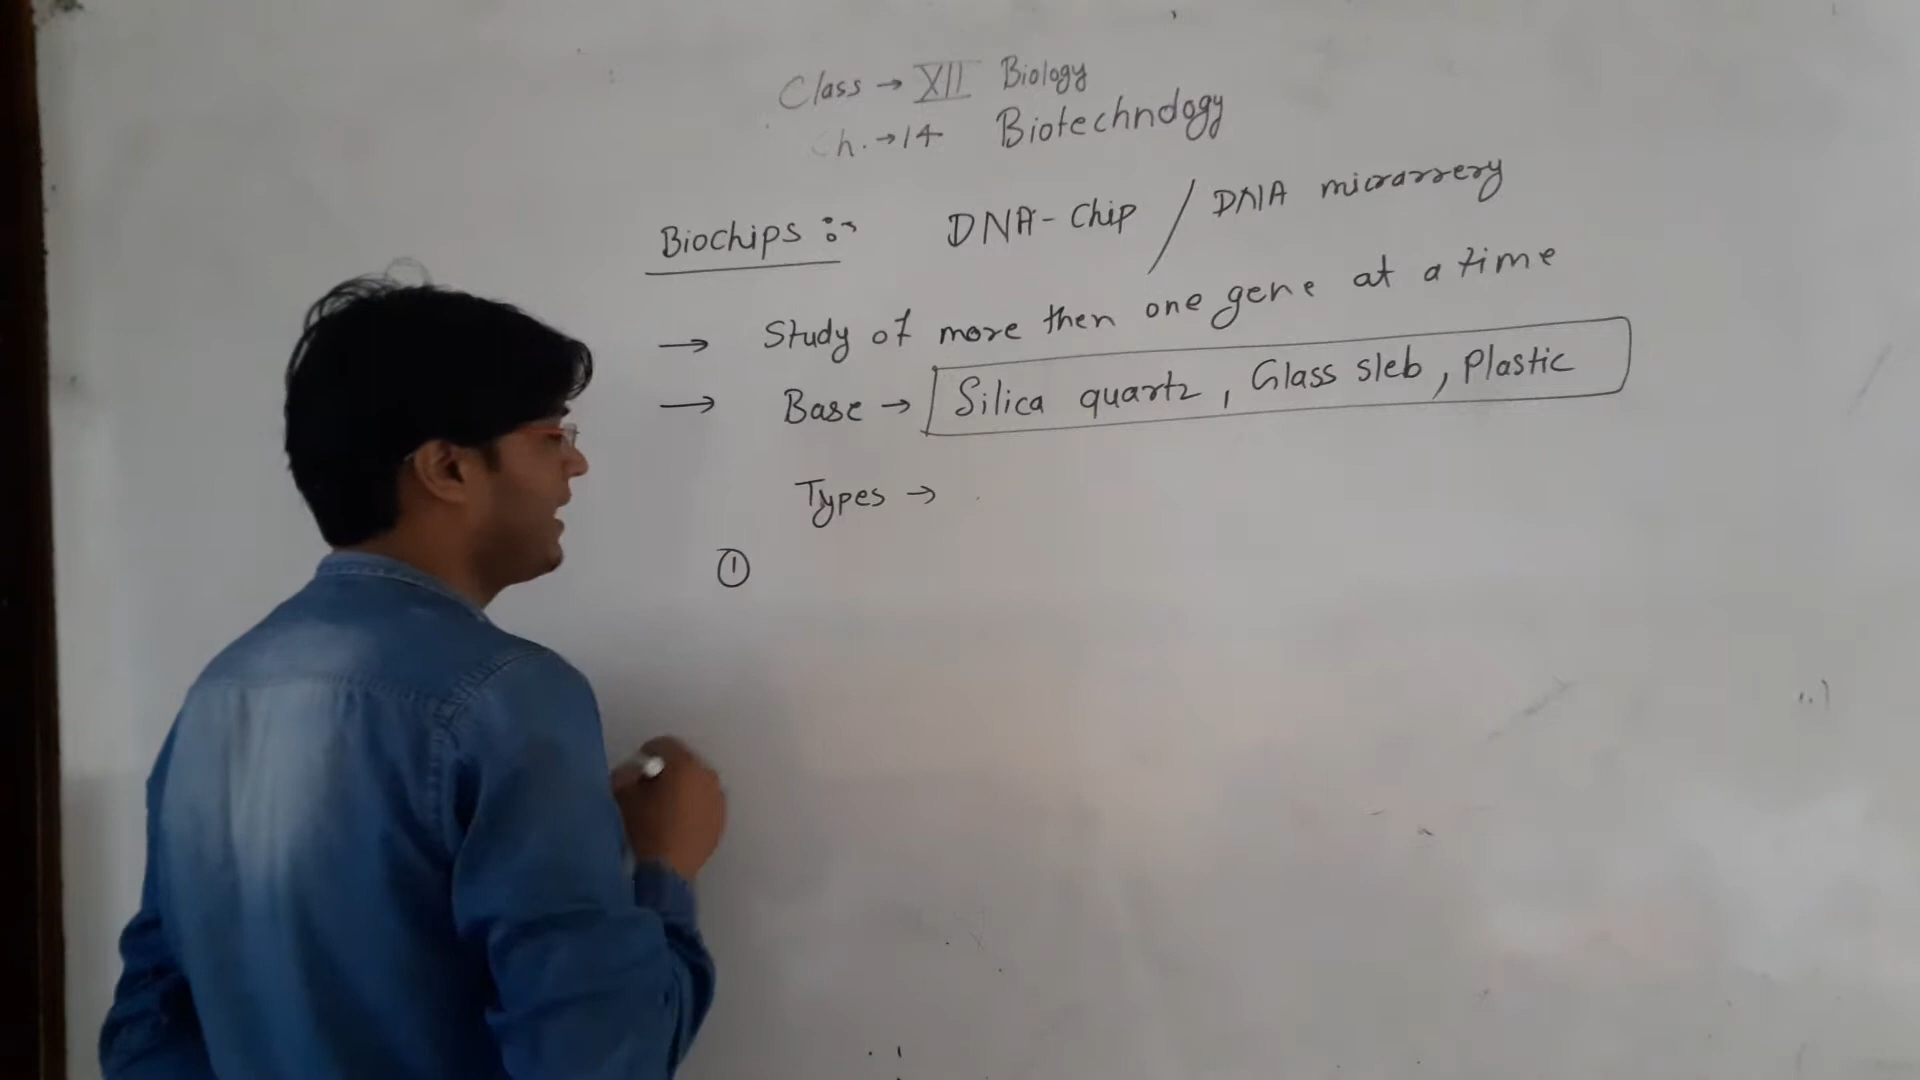 Class → XII Biology
Ch. → 14 Biotechnology
Biochips :- DNA-Chip / DNA micrarrery
→ Study of more then one gene at a time
→ Base → Silica quartz, Glass sleb, Plastic
Types →
①